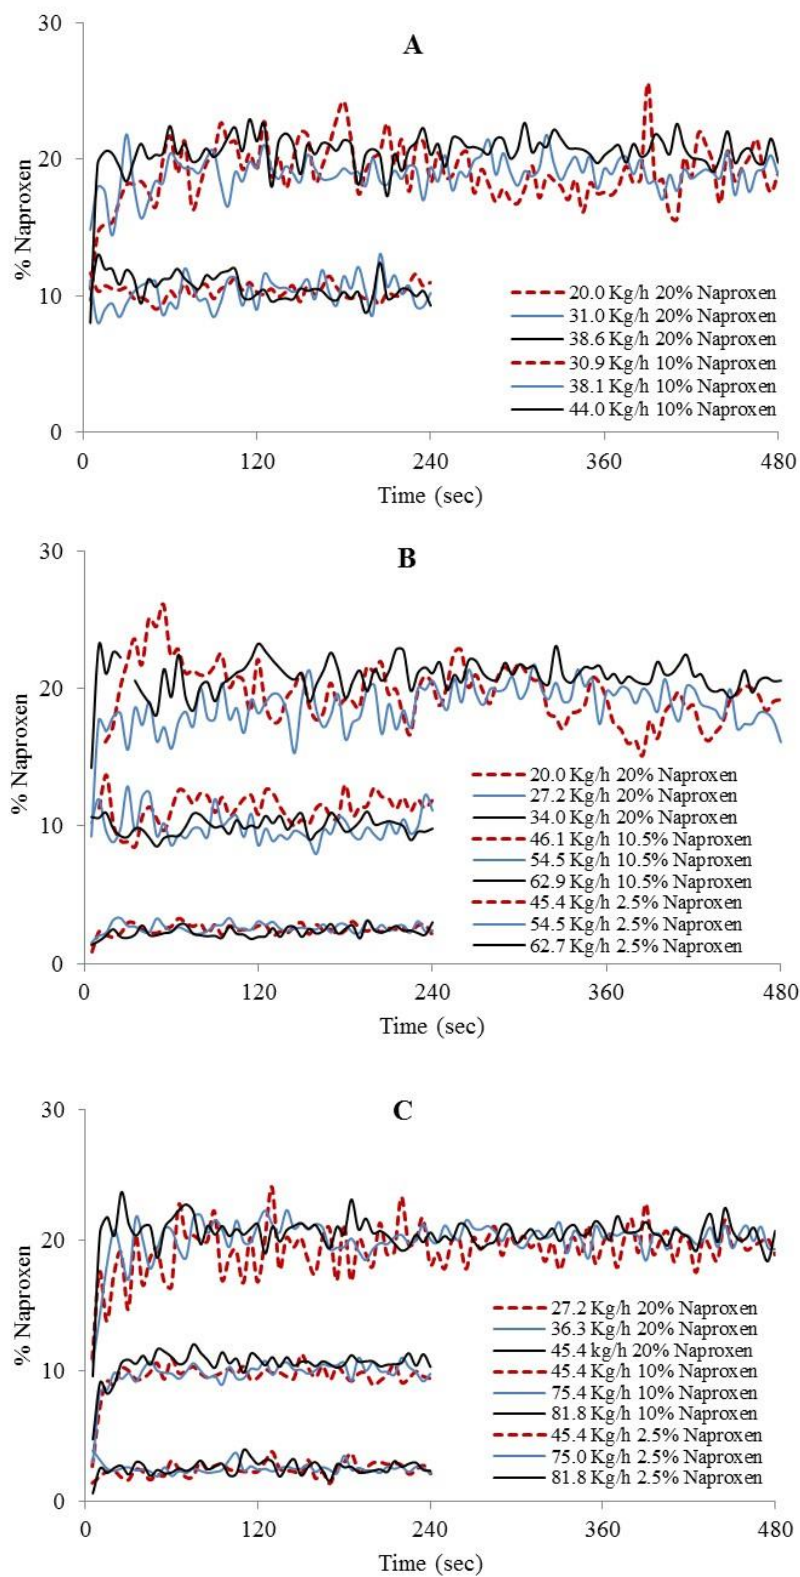 A
30
20
10
0
% Naproxen
20.0 Kg/h 20% Naproxen
31.0 Kg/h 20% Naproxen
38.6 Kg/h 20% Naproxen
30.9 Kg/h 10% Naproxen
38.1 Kg/h 10% Naproxen
44.0 Kg/h 10% Naproxen
0 120 240 360 480
Time (sec)
B
30
20
10
0
% Naproxen
20.0 Kg/h 20% Naproxen
27.2 Kg/h 20% Naproxen
34.0 Kg/h 20% Naproxen
46.1 Kg/h 10.5% Naproxen
54.5 Kg/h 10.5% Naproxen
62.9 Kg/h 10.5% Naproxen
45.4 Kg/h 2.5% Naproxen
54.5 Kg/h 2.5% Naproxen
62.7 Kg/h 2.5% Naproxen
0 120 240 360 480
Time (sec)
C
30
20
10
0
% Naproxen
27.2 Kg/h 20% Naproxen
36.3 Kg/h 20% Naproxen
45.4 kg/h 20% Naproxen
45.4 Kg/h 10% Naproxen
75.4 Kg/h 10% Naproxen
81.8 Kg/h 10% Naproxen
45.4 Kg/h 2.5% Naproxen
75.0 Kg/h 2.5% Naproxen
81.8 Kg/h 2.5% Naproxen
0 120 240 360 480
Time (sec)